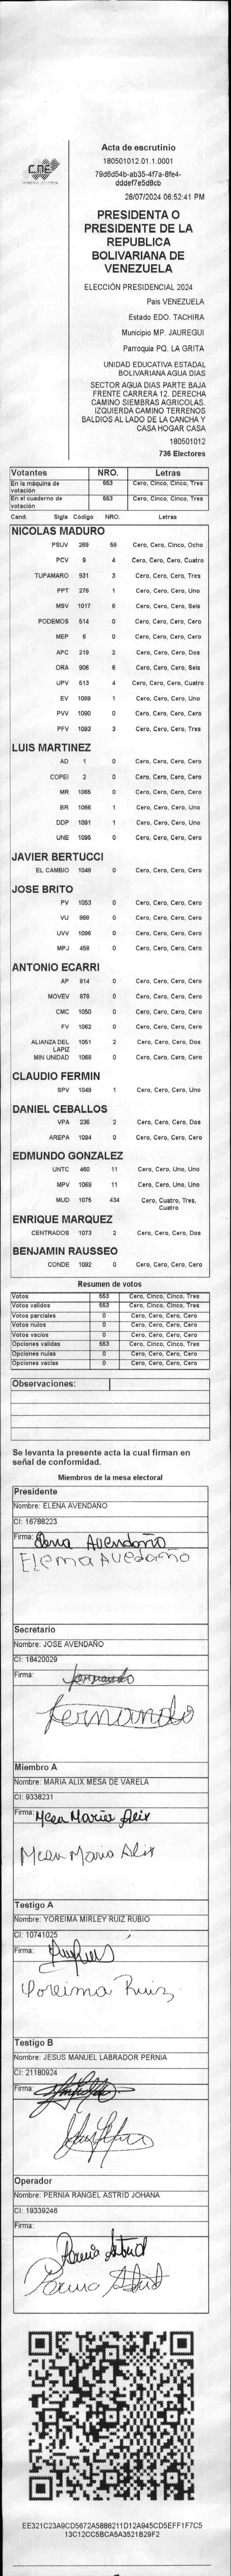 CNE
Acta de escrutinio
180501012.01.1.0001
79d6d54b-ab35-4f7a-8fe4-
dddef7e5d8cb
28/07/2024 06:52:41 PM
PRESIDENTA O
PRESIDENTE DE LA
REPUBLICA
BOLIVARIANA DE
VENEZUELA
ELECCIÓN PRESIDENCIAL 2024
Pais VENEZUELA
Estado EDO. TACHIRA
Municipio MP. JAUREGUI
Parroquia PQ. LA GRITA
UNIDAD EDUCATIVA ESTADAL
BOLIVARIANA AGUA DIAS
SECTOR AGUA DIAS PARTE BAJA
FRENTE CARRERA 12. DERECHA
CAMINO SIEMBRAS AGRICOLAS.
IZQUIERDA CAMINO TERRENOS
BALDIOS AL LADO DE LA CANCHA Y
CASA HOGAR CASA
180501012
736 Electores
Votantes NRO. Letras
En la máquina de votación 553 Cero, Cinco, Cinco, Tres
En el cuaderno de votación 553 Cero, Cinco, Cinco, Tres
Cand. Sigla Código NRO. Letras
NICOLAS MADURO
PSUV 269 58 Cero, Cero, Cinco, Ocho
PCV 9 4 Cero, Cero, Cero, Cuatro
TUPAMARO 931 3 Cero, Cero, Cero, Tres
PPT 276 1 Cero, Cero, Cero, Uno
MSV 1017 6 Cero, Cero, Cero, Seis
PODEMOS 514 0 Cero, Cero, Cero, Cero
MEP 6 0 Cero, Cero, Cero, Cero
APC 219 2 Cero, Cero, Cero, Dos
ORA 906 6 Cero, Cero, Cero, Seis
UPV 513 4 Cero, Cero, Cero, Cuatro
EV 1089 1 Cero, Cero, Cero, Uno
PVV 1090 0 Cero, Cero, Cero, Cero
PFV 1093 3 Cero, Cero, Cero, Tres
LUIS MARTINEZ
AD 1 0 Cero, Cero, Cero, Cero
COPEI 2 0 Cero, Cero, Cero, Cero
MR 1065 0 Cero, Cero, Cero, Cero
BR 1066 1 Cero, Cero, Cero, Uno
DDP 1091 1 Cero, Cero, Cero, Uno
UNE 1095 0 Cero, Cero, Cero, Cero
JAVIER BERTUCCI
EL CAMBIO 1048 0 Cero, Cero, Cero, Cero
JOSE BRITO
PV 1053 0 Cero, Cero, Cero, Cero
VU 968 0 Cero, Cero, Cero, Cero
UVV 1096 0 Cero, Cero, Cero, Cero
MPJ 458 0 Cero, Cero, Cero, Cero
ANTONIO ECARRI
AP 814 0 Cero, Cero, Cero, Cero
MOVEV 978 0 Cero, Cero, Cero, Cero
CMC 1050 0 Cero, Cero, Cero, Cero
FV 1062 0 Cero, Cero, Cero, Cero
ALIANZA DEL LAPIZ 1051 2 Cero, Cero, Cero, Dos
MIN UNIDAD 1068 0 Cero, Cero, Cero, Cero
CLAUDIO FERMIN
SPV 1049 1 Cero, Cero, Cero, Uno
DANIEL CEBALLOS
VPA 236 2 Cero, Cero, Cero, Dos
AREPA 1094 0 Cero, Cero, Cero, Cero
EDMUNDO GONZALEZ
UNTC 460 11 Cero, Cero, Uno, Uno
MPV 1069 11 Cero, Cero, Uno, Uno
MUD 1075 434 Cero, Cuatro, Tres, Cuatro
ENRIQUE MARQUEZ
CENTRADOS 1073 2 Cero, Cero, Cero, Dos
BENJAMIN RAUSSEO
CONDE 1092 0 Cero, Cero, Cero, Cero
Resumen de votos
Votos 553 Cero, Cinco, Cinco, Tres
Votos validos 553 Cero, Cinco, Cinco, Tres
Votos parciales 0 Cero, Cero, Cero, Cero
Votos nulos 0 Cero, Cero, Cero, Cero
Votos vacios 0 Cero, Cero, Cero, Cero
Opciones validas 553 Cero, Cinco, Cinco, Tres
Opciones nulas 0 Cero, Cero, Cero, Cero
Opciones vacias 0 Cero, Cero, Cero, Cero
Observaciones:
Se levanta la presente acta la cual firman en
señal de conformidad.
Miembros de la mesa electoral
Presidente
Nombre: ELENA AVENDAÑO
CI: 16788223
Firma: Elena Avendaño
Elena Avedaño
Secretario
Nombre: JOSE AVENDAÑO
CI: 18420029
Firma: fernando
fernando
Miembro A
Nombre: MARIA ALIX MESA DE VARELA
CI: 9338231
Firma: Mesa Maria Alix
Mesa Maria Alix
Testigo A
Nombre: YOREIMA MIRLEY RUIZ RUBIO
CI: 10741025
Firma:
Yoreima Ruiz
Testigo B
Nombre: JESUS MANUEL LABRADOR PERNIA
CI: 21180924
Firma:
Operador
Nombre: PERNIA RANGEL ASTRID JOHANA
CI: 19339246
Firma:
Pernia Astrid
Pernia Astrid
EE321C23A9CD5672A5886211D12A945CD5EFF1F7C5
13C12CC5BCA5A3521B29F2